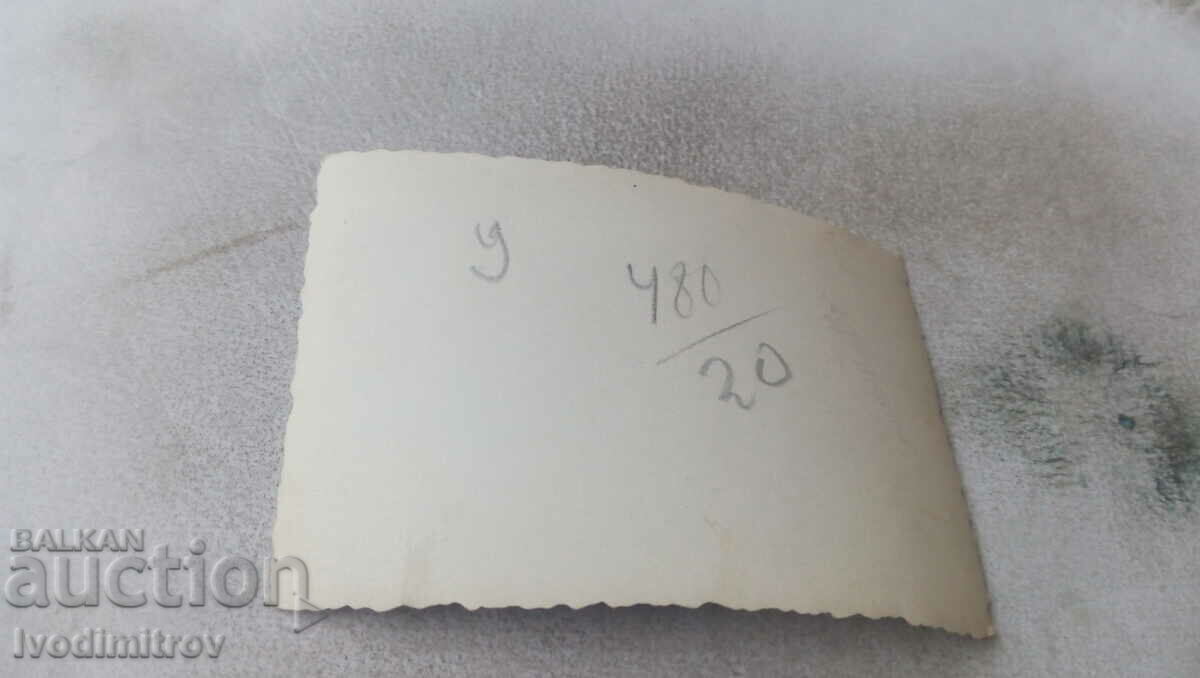 у
480
20
BALKAN
auction
Ivodimitrov